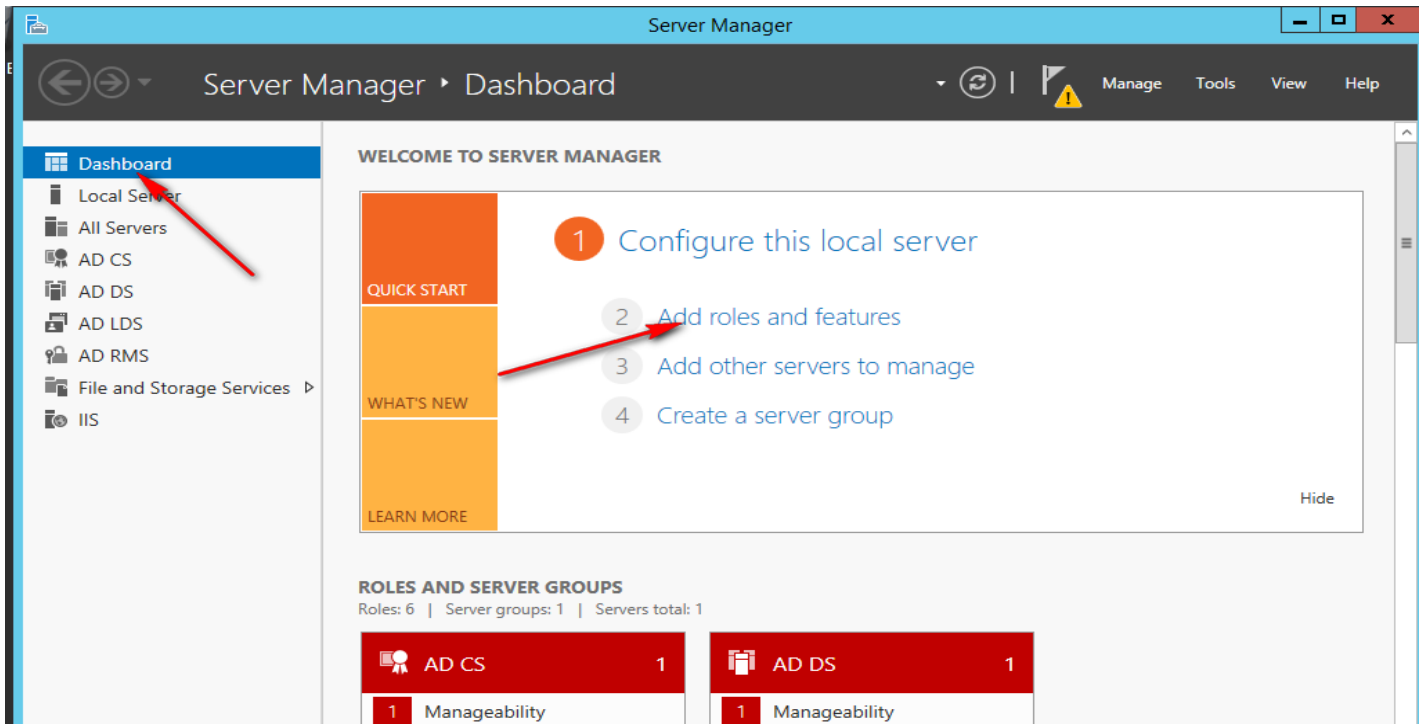 Server Manager
Server Manager ‣ Dashboard
Manage Tools View Help
Dashboard
Local Server
All Servers
AD CS
AD DS
AD LDS
AD RMS
File and Storage Services
IIS
WELCOME TO SERVER MANAGER
QUICK START
WHAT'S NEW
LEARN MORE
1 Configure this local server
2 Add roles and features
3 Add other servers to manage
4 Create a server group
Hide
ROLES AND SERVER GROUPS
Roles: 6 | Server groups: 1 | Servers total: 1
AD CS 1
1 Manageability
AD DS 1
1 Manageability